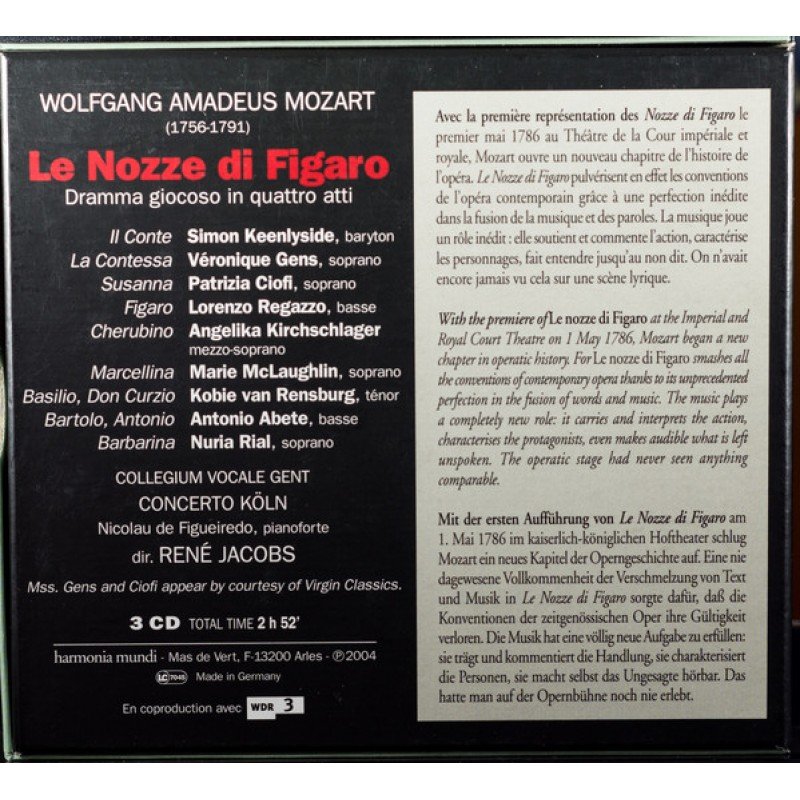 WOLFGANG AMADEUS MOZART
(1756-1791)
Le Nozze di Figaro
Dramma giocoso in quattro atti
Il Conte Simon Keenlyside, baryton
La Contessa Véronique Gens, soprano
Susanna Patrizia Ciofi, soprano
Figaro Lorenzo Regazzo, basse
Cherubino Angelika Kirchschlager
mezzo-soprano
Marcellina Marie McLaughlin, soprano
Basilio, Don Curzio Kobie van Rensburg, ténor
Bartolo, Antonio Antonio Abete, basse
Barbarina Nuria Rial, soprano
COLLEGIUM VOCALE GENT
CONCERTO KÖLN
Nicolau de Figueiredo, pianoforte
dir. RENÉ JACOBS
Mss. Gens and Ciofi appear by courtesy of Virgin Classics.
3 CD TOTAL TIME 2 h 52'
harmonia mundi - Mas de Vert, F-13200 Arles - ℗2004
LC 7045 Made in Germany
En coproduction avec WDR 3
Avec la première représentation des Nozze di Figaro le
premier mai 1786 au Théâtre de la Cour impériale et
royale, Mozart ouvre un nouveau chapitre de l'histoire de
l'opéra. Le Nozze di Figaro pulvérisent en effet les conventions
de l'opéra contemporain grâce à une perfection inédite
dans la fusion de la musique et des paroles. La musique joue
un rôle inédit : elle soutient et commente l'action, caractérise
les personnages, fait entendre jusqu'au non dit. On n'avait
encore jamais vu cela sur une scène lyrique.
With the premiere of Le nozze di Figaro at the Imperial and
Royal Court Theatre on 1 May 1786, Mozart began a new
chapter in operatic history. For Le nozze di Figaro smashes all
the conventions of contemporary opera thanks to its unprecedented
perfection in the fusion of words and music. The music plays
a completely new role: it carries and interprets the action,
characterises the protagonists, even makes audible what is left
unspoken. The operatic stage had never seen anything
comparable.
Mit der ersten Aufführung von Le Nozze di Figaro am
1. Mai 1786 im kaiserlich-königlichen Hoftheater schlug
Mozart ein neues Kapitel der Operngeschichte auf. Eine nie
dagewesene Vollkommenheit der Verschmelzung von Text
und Musik in Le Nozze di Figaro sorgte dafür, daß die
Konventionen der zeitgenössischen Oper ihre Gültigkeit
verloren. Die Musik hat eine völlig neue Aufgabe zu erfüllen:
sie trägt und kommentiert die Handlung, sie charakterisiert
die Personen, sie macht selbst das Ungesagte hörbar. Das
hatte man auf der Opernbühne noch nie erlebt.